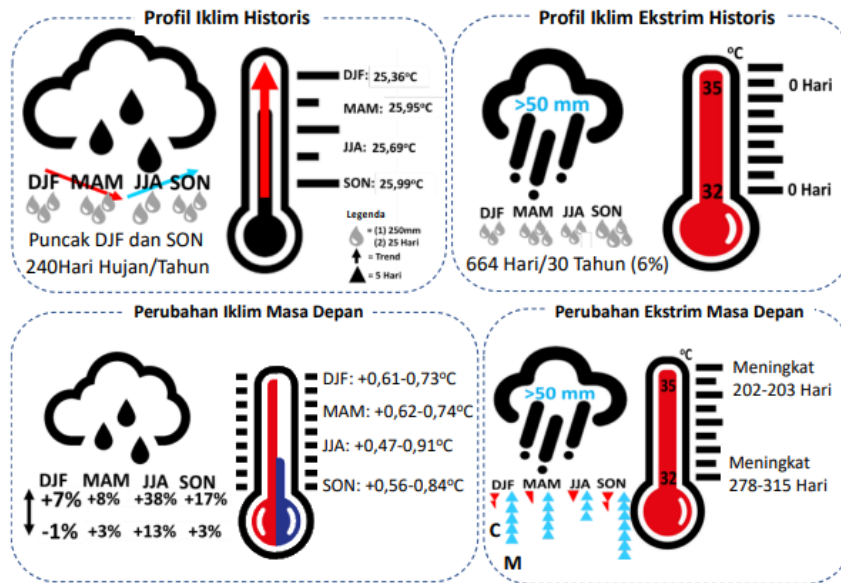 Profil Iklim Historis
DJF MAM JJA SON
Puncak DJF dan SON
240Hari Hujan/Tahun
DJF: 25,36°C
MAM: 25,95°C
JJA: 25,69°C
SON: 25,99°C
Legenda
= (1) 250mm
(2) 25 Hari
= Trend
= 5 Hari
Profil Iklim Ekstrim Historis
>50 mm
DJF MAM JJA SON
664 Hari/30 Tahun (6%)
°C
35
32
0 Hari
0 Hari
Perubahan Iklim Masa Depan
DJF MAM JJA SON
+7% +8% +38% +17%
-1% +3% +13% +3%
DJF: +0,61-0,73°C
MAM: +0,62-0,74°C
JJA: +0,47-0,91°C
SON: +0,56-0,84°C
Perubahan Ekstrim Masa Depan
>50 mm
DJF MAM JJA SON
C
M
°C
35
32
Meningkat
202-203 Hari
Meningkat
278-315 Hari